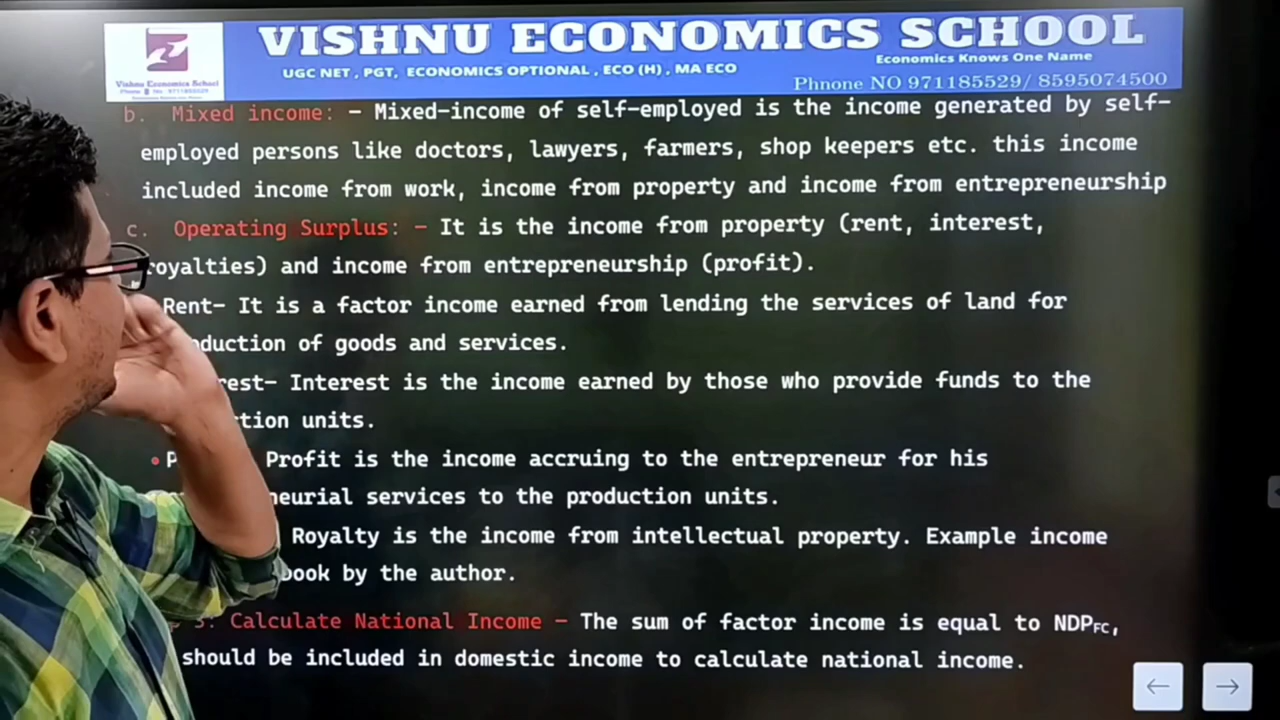 VISHNU ECONOMICS SCHOOL
Economics Knows One Name
UGC NET , PGT, ECONOMICS OPTIONAL , ECO (H) , MA ECO
Phnone NO 971185529/ 8595074500
Vishnu Economics School
b. Mixed income: – Mixed-income of self-employed is the income generated by self-
employed persons like doctors, lawyers, farmers, shop keepers etc. this income
included income from work, income from property and income from entrepreneurship
c. Operating Surplus: – It is the income from property (rent, interest,
royalties) and income from entrepreneurship (profit).
Rent– It is a factor income earned from lending the services of land for
duction of goods and services.
rest– Interest is the income earned by those who provide funds to the
tion units.
• P Profit is the income accruing to the entrepreneur for his
neurial services to the production units.
Royalty is the income from intellectual property. Example income
book by the author.
3: Calculate National Income – The sum of factor income is equal to NDPFC,
should be included in domestic income to calculate national income.
← →